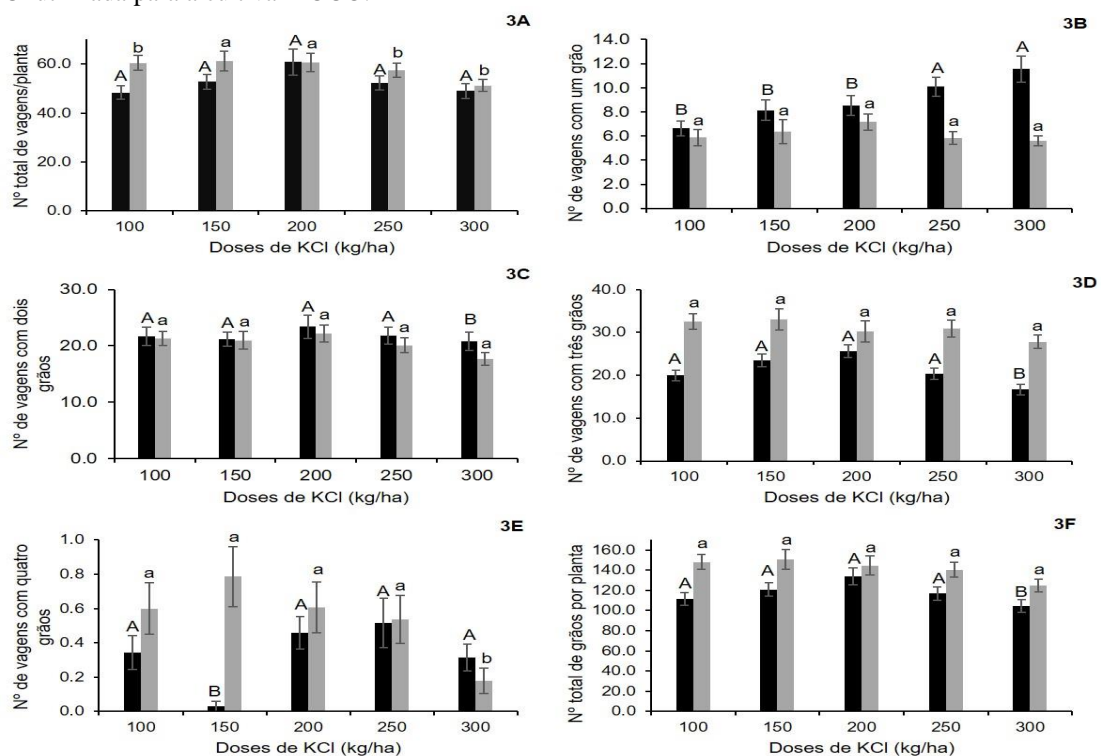 3A
Nº total de vagens/planta
60.0
40.0
20.0
0.0
A b A a A a A b A b
100 150 200 250 300
Doses de KCl (kg/ha)
3B
Nº de vagens com um grão
14.0
12.0
10.0
8.0
6.0
4.0
2.0
0.0
B a B a B a A a A a
100 150 200 250 300
Doses de KCl (kg/ha)
3C
Nº de vagens com dois
grãos
30.0
20.0
10.0
0.0
A a A a A a A a B a
100 150 200 250 300
Doses de KCl (kg/ha)
3D
Nº de vagens com três grãos
40.0
30.0
20.0
10.0
0.0
A a A a A a A a B a
100 150 200 250 300
Doses de KCl (kg/ha)
3E
Nº de vagens com quatro
grãos
1.0
0.8
0.6
0.4
0.2
0.0
A a B a A a A a A b
100 150 200 250 300
Doses de KCl (kg/ha)
3F
Nº total de grãos por planta
160.0
140.0
120.0
100.0
80.0
60.0
40.0
20.0
0.0
A a A a A a A a B a
100 150 200 250 300
Doses de KCl (kg/ha)